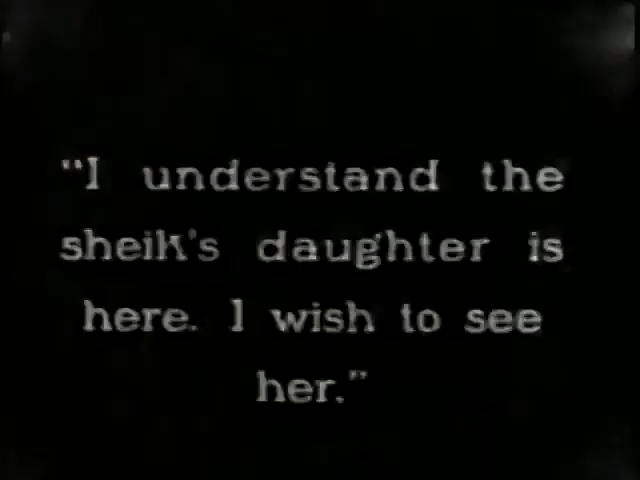 "I understand the
sheik's daughter is
here. I wish to see
her."